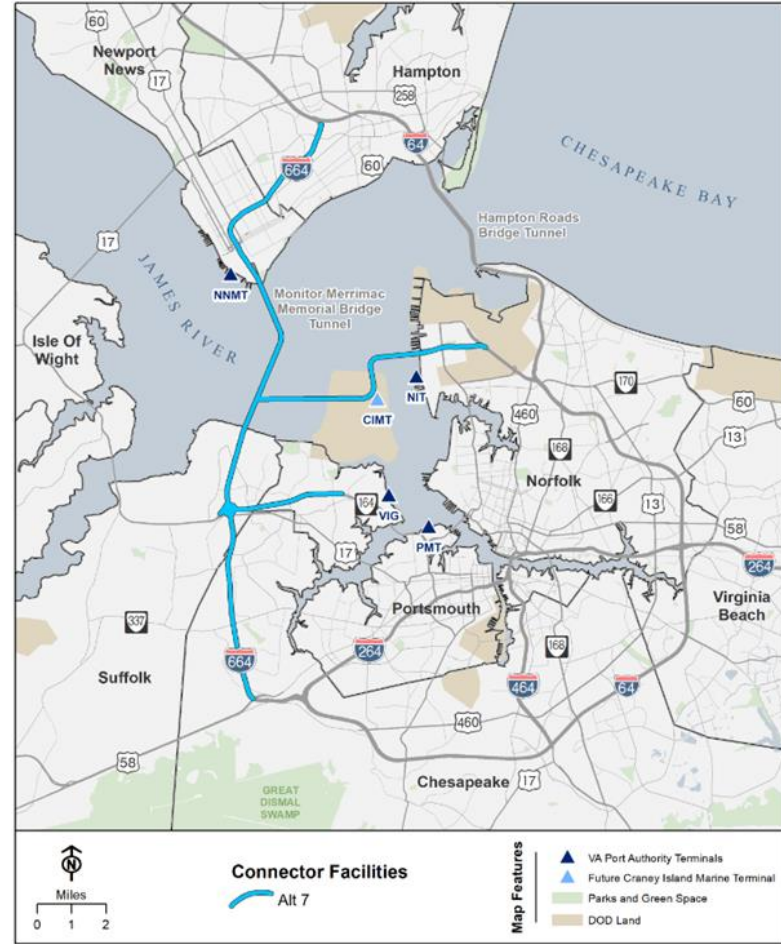 60
Newport
News
17
Hampton
258
64
664
60
CHESAPEAKE BAY
Hampton Roads
Bridge Tunnel
17
JAMES RIVER
NNMT
Monitor Merrimac
Memorial Bridge
Tunnel
Isle Of
Wight
NIT
CIMT
170
460
60
13
168
Norfolk
166
13
164
VIG
17
58
PMT
264
Virginia
Beach
Portsmouth
337
264
168
664
Suffolk
464
64
460
58
Chesapeake
17
GREAT
DISMAL
SWAMP
N
Miles
0 1 2
Connector Facilities
Alt 7
Map Features
VA Port Authority Terminals
Future Craney Island Marine Terminal
Parks and Green Space
DOD Land